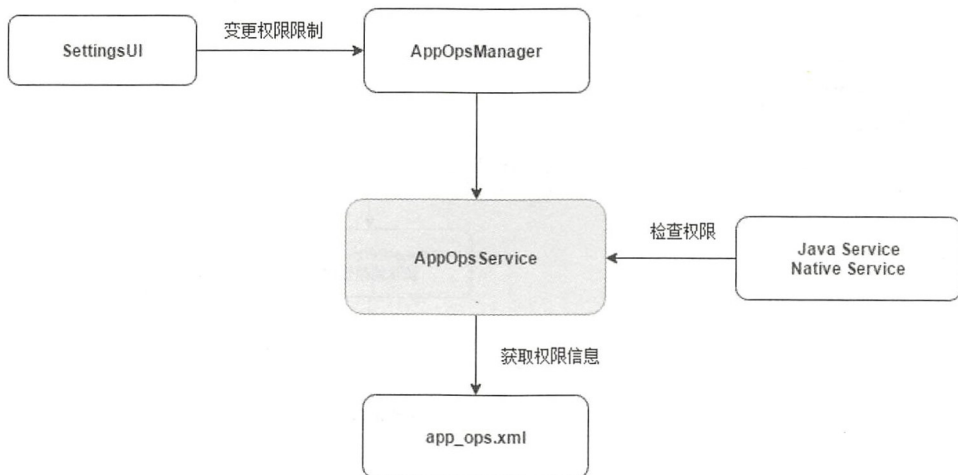 变更权限限制
SettingsUI
AppOpsManager
AppOpsService
检查权限
Java Service
Native Service
获取权限信息
app_ops.xml